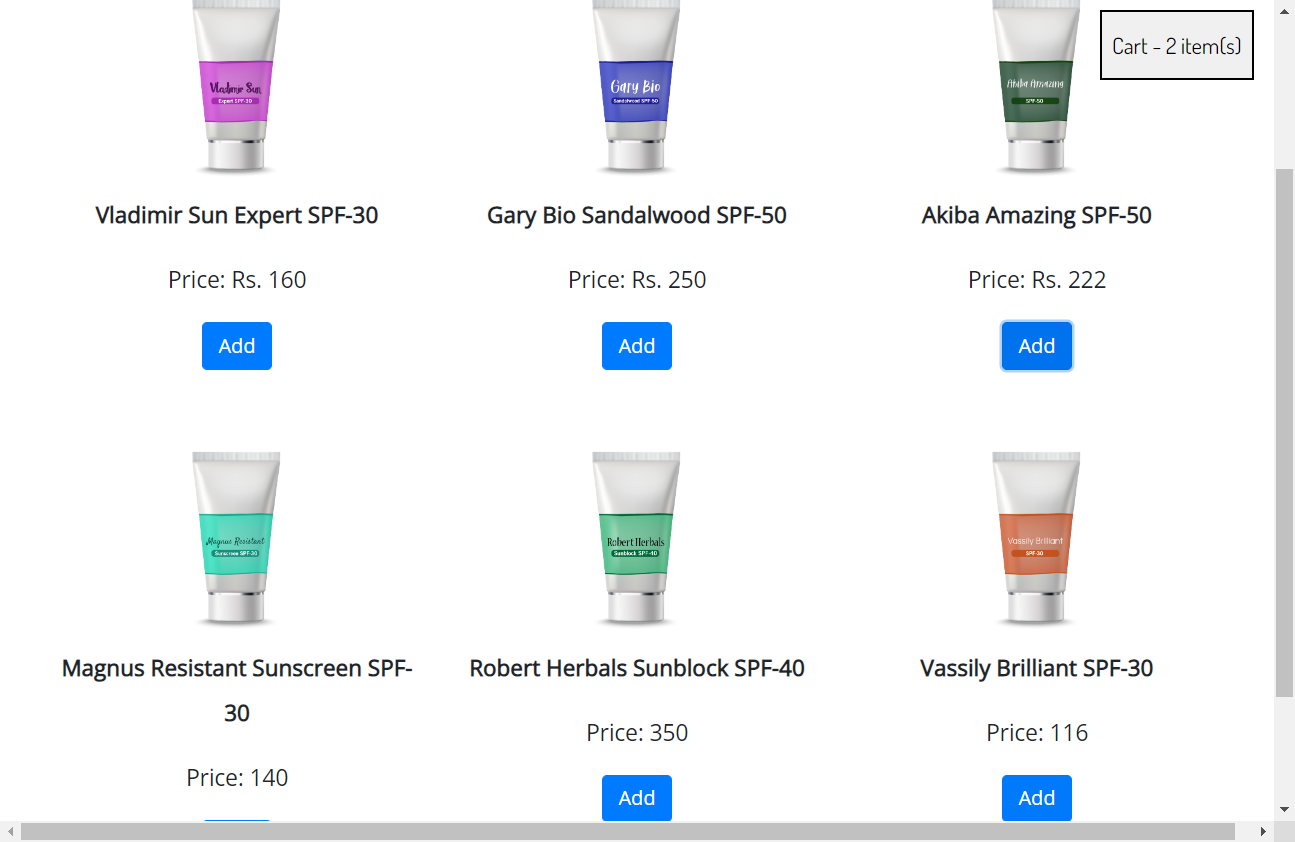 Cart - 2 item(s)
Vladimir Sun
Expert SPF-30
Gary Bio
Sandalwood SPF-50
Akiba Amazing
SPF-50
Vladimir Sun Expert SPF-30
Gary Bio Sandalwood SPF-50
Akiba Amazing SPF-50
Price: Rs. 160
Price: Rs. 250
Price: Rs. 222
Add
Add
Add
Magnus Resistant
Sunscreen SPF-30
Robert Herbals
Sunblock SPF-40
Vassily Brilliant
SPF-30
Magnus Resistant Sunscreen SPF-
30
Price: 140
Robert Herbals Sunblock SPF-40
Price: 350
Add
Vassily Brilliant SPF-30
Price: 116
Add